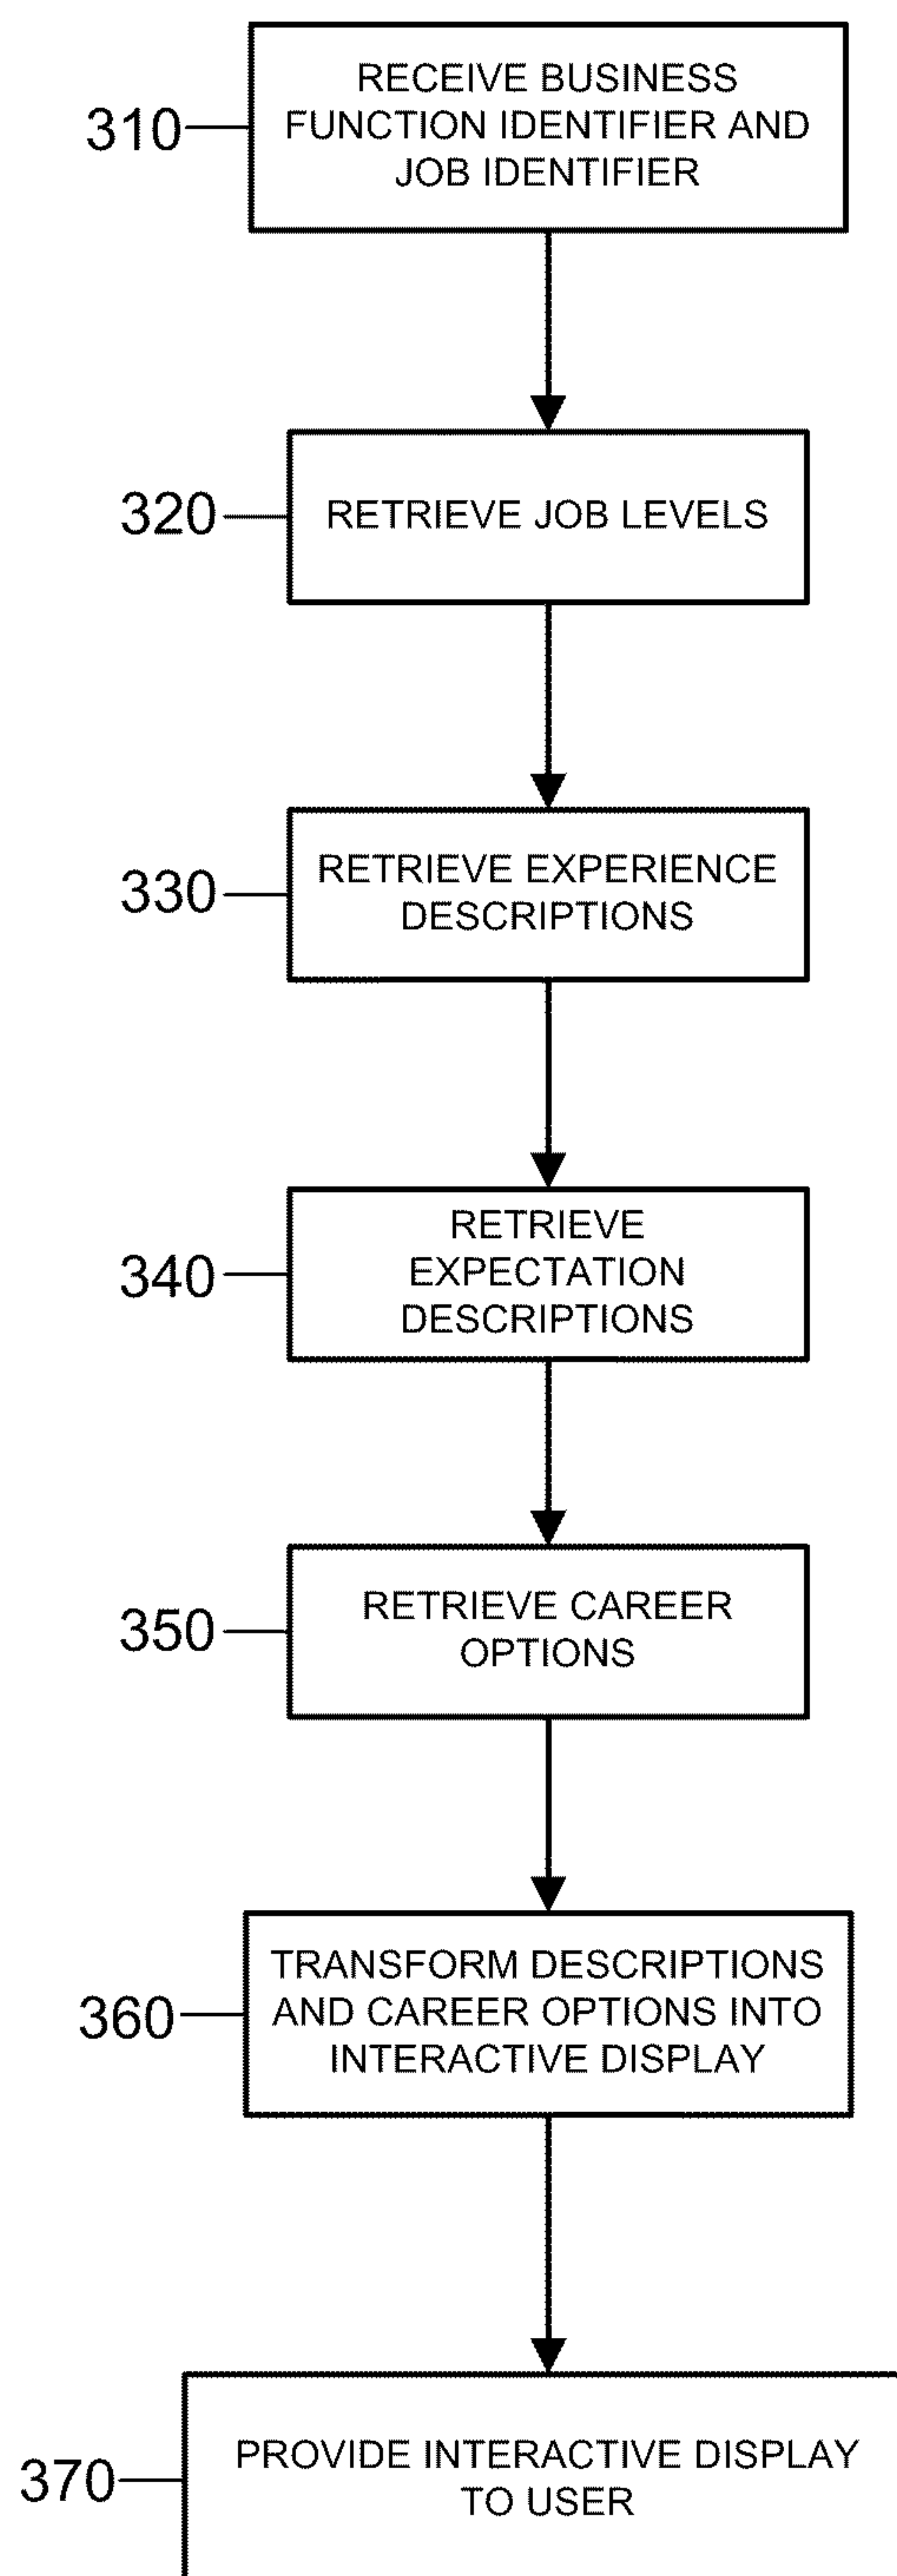 RECEIVE BUSINESS
310
FUNCTION IDENTIFIER AND
JOB IDENTIFIER
320
RETRIEVE JOB LEVELS
RETRIEVE EXPERIENCE
330
DESCRIPTIONS
RETRIEVE
340
EXPECTATION
DESCRIPTIONS
RETRIEVE CAREER
350
OPTIONS
TRANSFORM DESCRIPTIONS
360
AND CAREER OPTIONS INTO
INTERACTIVE DISPLAY
PROVIDE INTERACTIVE DISPLAY
370
TO USER